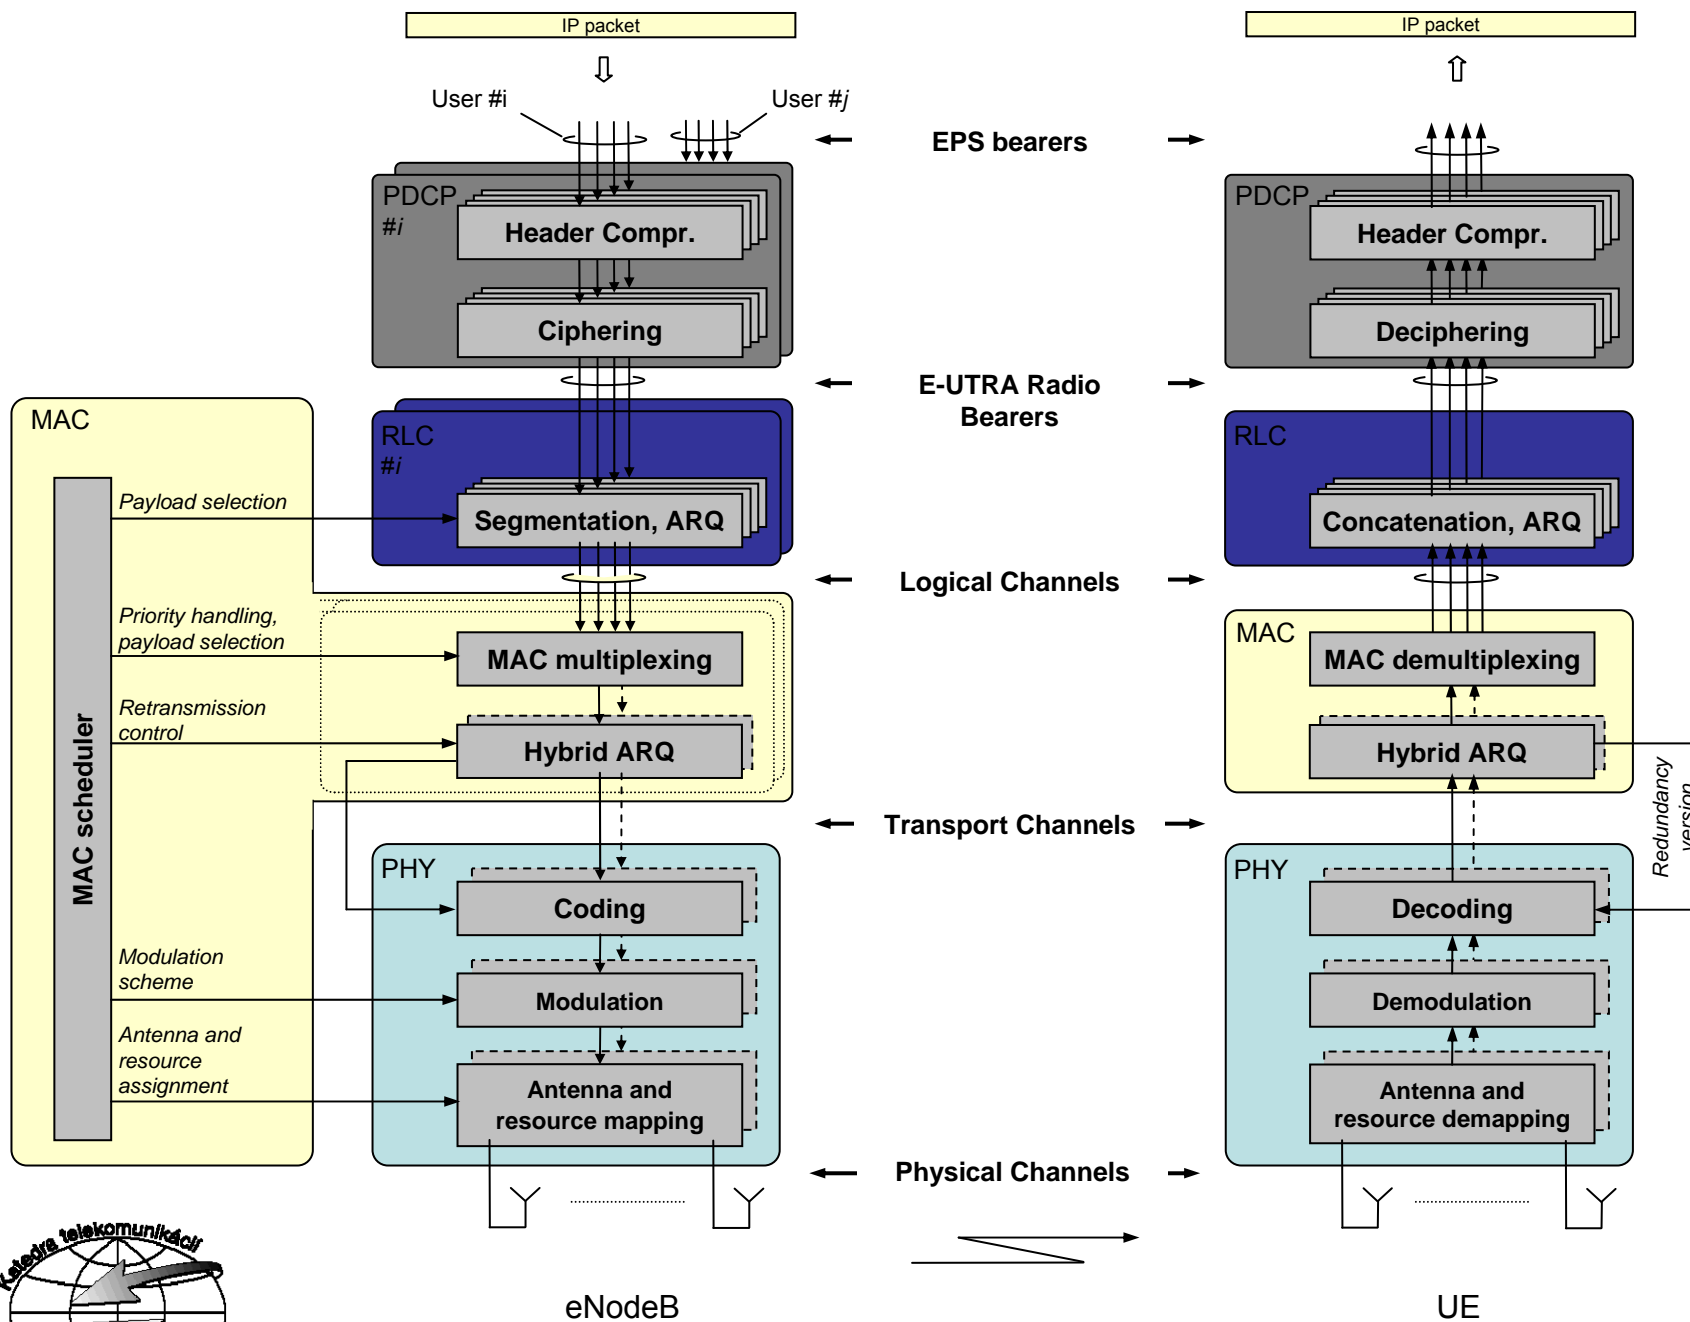 IP packet
IP packet
User #i
User #j
EPS bearers
PDCP
#i
Header Compr.
Ciphering
PDCP
Header Compr.
Deciphering
E-UTRA Radio
Bearers
MAC
RLC
#i
Segmentation, ARQ
RLC
Concatenation, ARQ
Payload selection
Logical Channels
Priority handling,
payload selection
MAC multiplexing
MAC
MAC demultiplexing
Retransmission
control
Hybrid ARQ
Hybrid ARQ
MAC scheduler
Redundancy
version
Transport Channels
PHY
Coding
PHY
Decoding
Modulation
scheme
Modulation
Demodulation
Antenna and
resource
assignment
Antenna and
resource mapping
Antenna and
resource demapping
Physical Channels
Katedra telekomunikácií
eNodeB
UE